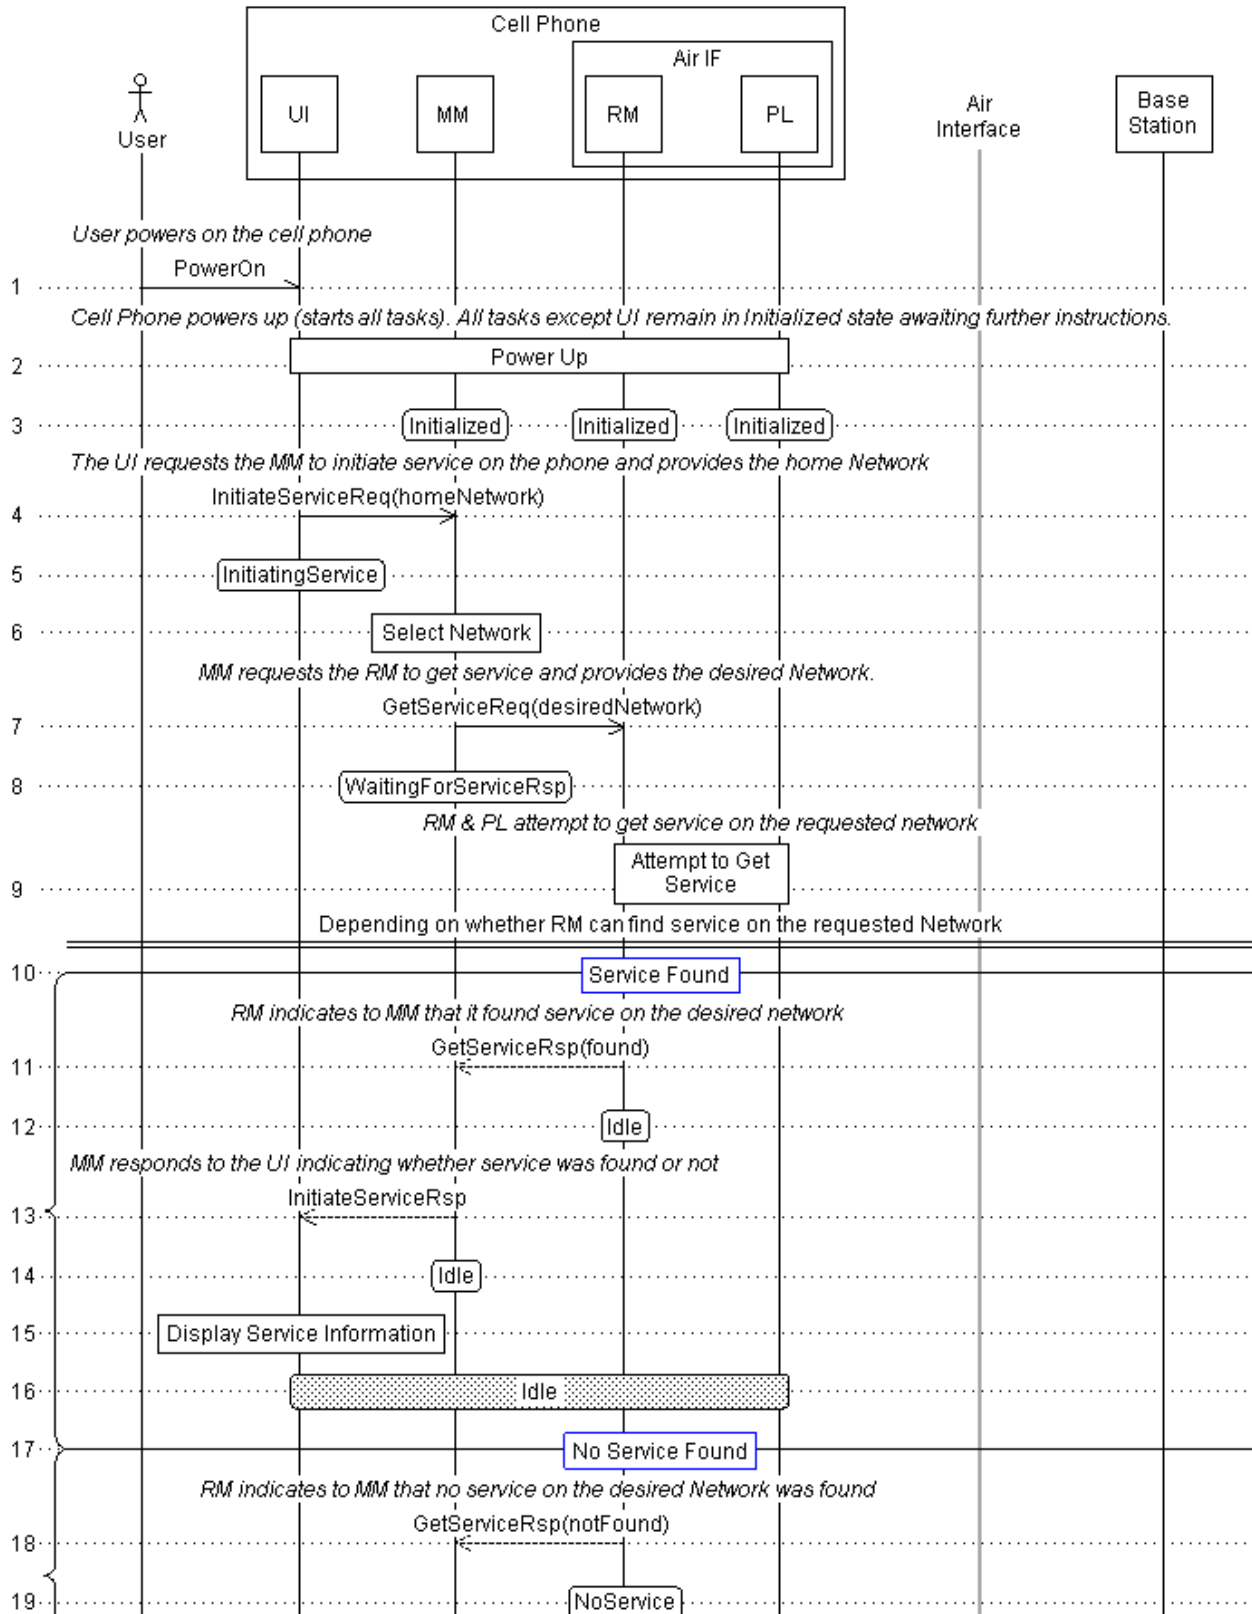 Cell Phone
Air IF
User
UI
MM
RM
PL
Air
Interface
Base
Station
User powers on the cell phone
PowerOn
1
Cell Phone powers up (starts all tasks). All tasks except UI remain in Initialized state awaiting further instructions.
2 Power Up
3 Initialized Initialized Initialized
The UI requests the MM to initiate service on the phone and provides the home Network
InitiateServiceReq(homeNetwork)
4
5 InitiatingService
6 Select Network
MM requests the RM to get service and provides the desired Network.
GetServiceReq(desiredNetwork)
7
8 WaitingForServiceRsp
RM & PL attempt to get service on the requested network
Attempt to Get
Service
9
Depending on whether RM can find service on the requested Network
10 Service Found
RM indicates to MM that it found service on the desired network
GetServiceRsp(found)
11
12 Idle
MM responds to the UI indicating whether service was found or not
InitiateServiceRsp
13
14 Idle
15 Display Service Information
16 Idle
17 No Service Found
RM indicates to MM that no service on the desired Network was found
GetServiceRsp(notFound)
18
19 NoService